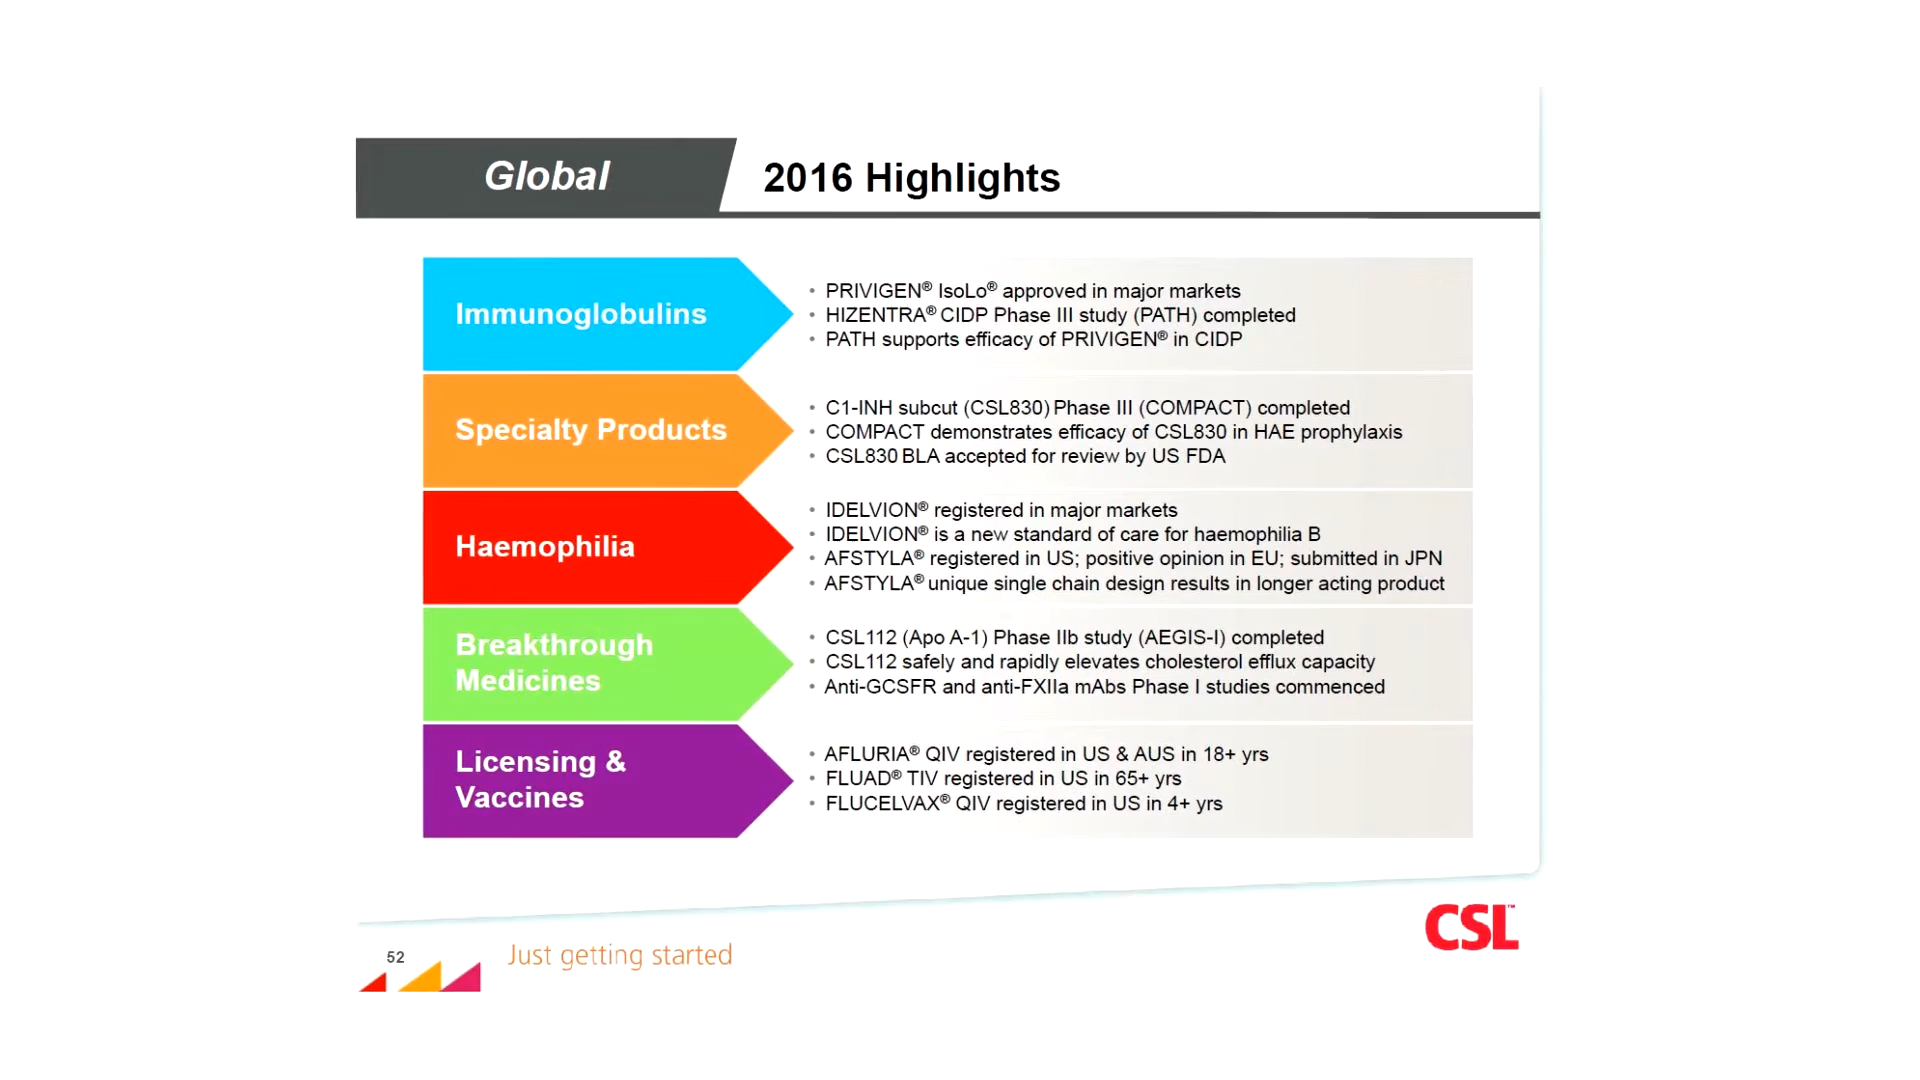 Global
2016 Highlights
Immunoglobulins
• PRIVIGEN® IsoLo® approved in major markets
• HIZENTRA® CIDP Phase III study (PATH) completed
• PATH supports efficacy of PRIVIGEN® in CIDP
Specialty Products
• C1-INH subcut (CSL830) Phase III (COMPACT) completed
• COMPACT demonstrates efficacy of CSL830 in HAE prophylaxis
• CSL830 BLA accepted for review by US FDA
Haemophilia
• IDELVION® registered in major markets
• IDELVION® is a new standard of care for haemophilia B
• AFSTYLA® registered in US; positive opinion in EU; submitted in JPN
• AFSTYLA® unique single chain design results in longer acting product
Breakthrough
Medicines
• CSL112 (Apo A-1) Phase IIb study (AEGIS-I) completed
• CSL112 safely and rapidly elevates cholesterol efflux capacity
• Anti-GCSFR and anti-FXIIa mAbs Phase I studies commenced
Licensing &
Vaccines
• AFLURIA® QIV registered in US & AUS in 18+ yrs
• FLUAD® TIV registered in US in 65+ yrs
• FLUCELVAX® QIV registered in US in 4+ yrs
52
Just getting started
CSL™